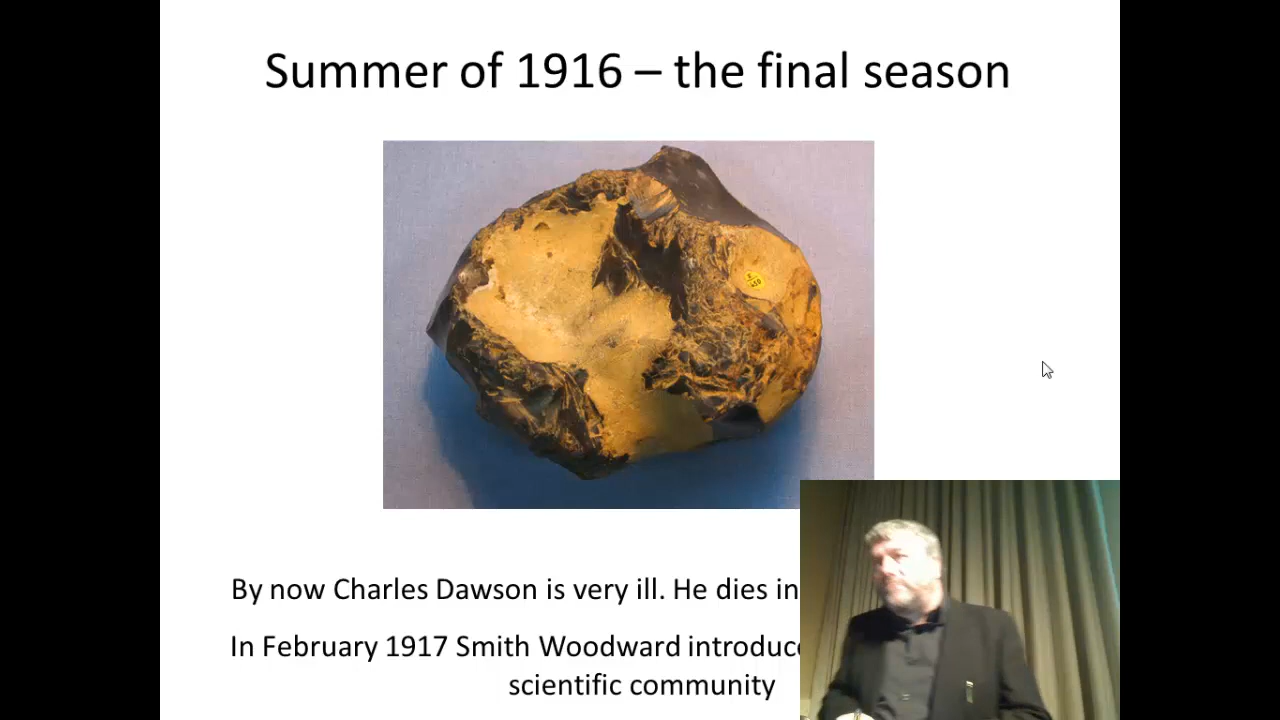 Summer of 1916 – the final season
By now Charles Dawson is very ill. He dies in
In February 1917 Smith Woodward introduc
scientific community